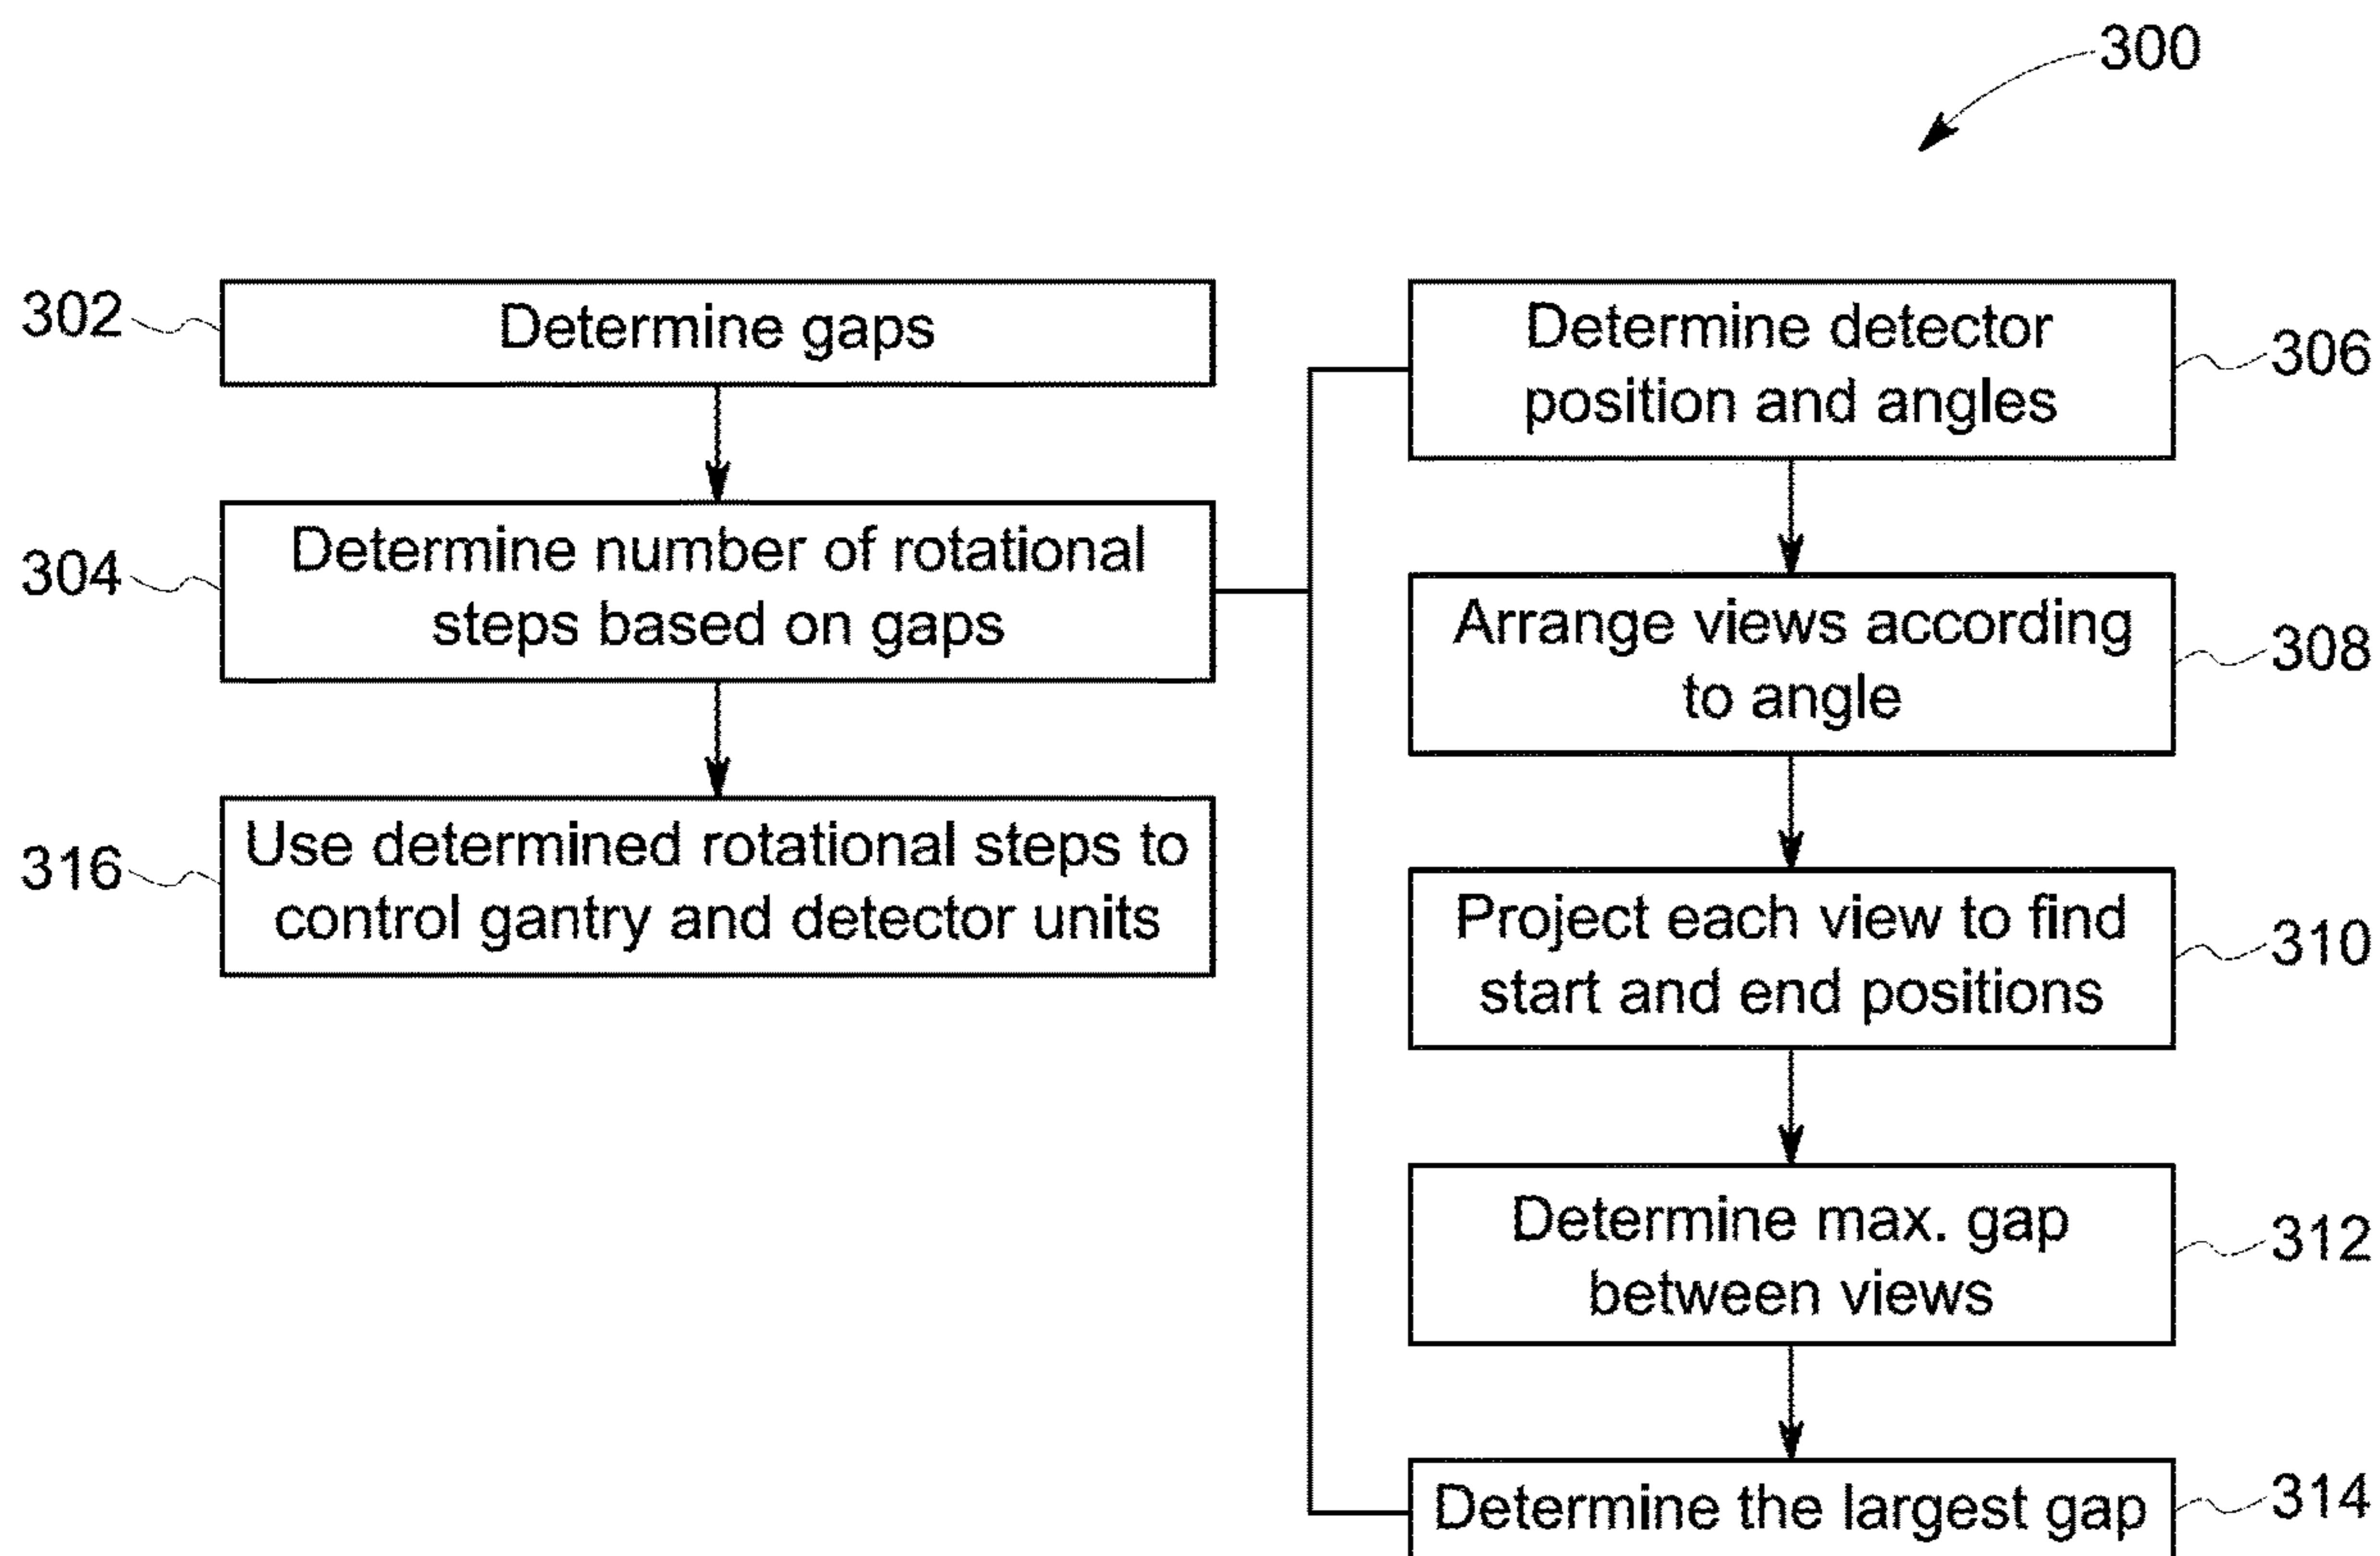 300
302
Determine gaps
304
Determine number of rotational
steps based on gaps
316
Use determined rotational steps to
control gantry and detector units
Determine detector
position and angles
306
Arrange views according
to angle
308
Project each view to find
start and end positions
310
Determine max. gap
between views
312
Determine the largest gap
314